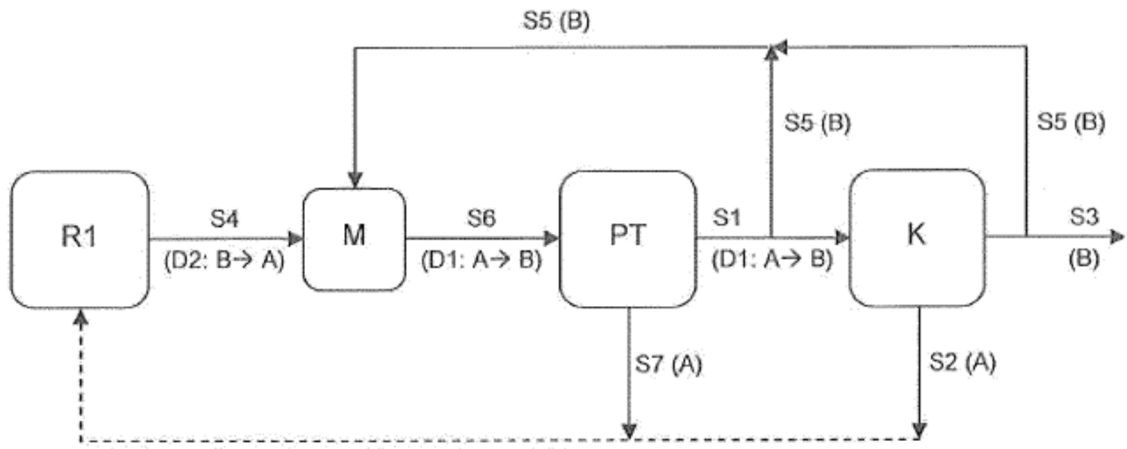 S5 (B)
S5 (B)
S5 (B)
R1
S4
(D2: B→ A)
M
S6
(D1: A→ B)
PT
S1
(D1: A→ B)
K
S3
(B)
S7 (A)
S2 (A)